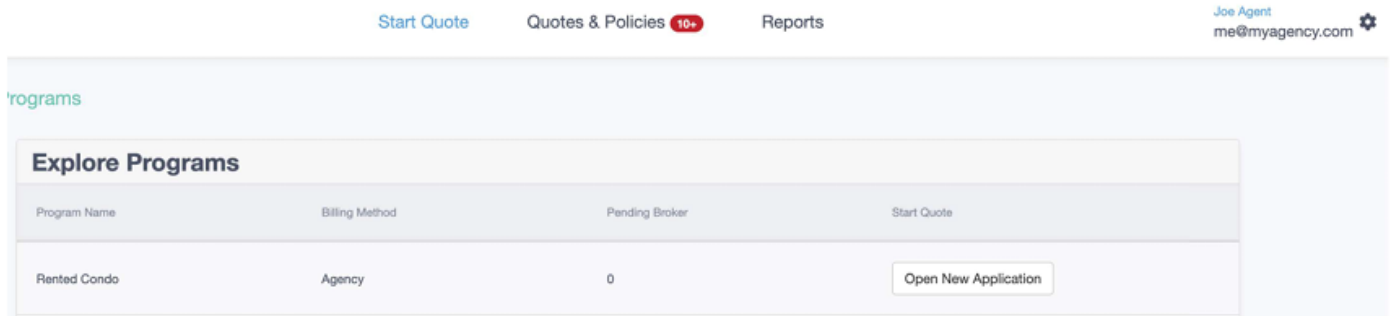 Start Quote Quotes & Policies 10+ Reports
Joe Agent
me@myagency.com
Explore Programs
Program Name Billing Method Pending Broker Start Quote
Rented Condo Agency 0 Open New Application